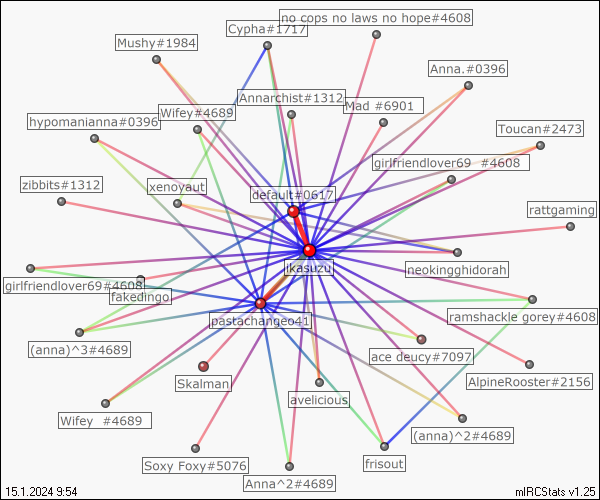 no cops no laws no hope#4608
Cypha#1717
Mushy#1984
Anna.#0396
Annarchist#1312
Mad #6901
Wifey#4689
hypomanianna#0396
Toucan#2473
girlfriendlover69 #4608
zibbits#1312
xenoyaut
default#0617
rattgaming
ikasuzu
neokingghidorah
girlfriendlover69#4608
fakedingo
pastachangeo41
ramshackle gorey#4608
(anna)^3#4689
ace deucy#7097
Skalman
AlpineRooster#2156
avelicious
Wifey #4689
(anna)^2#4689
frisout
Soxy Foxy#5076
Anna^2#4689
15.1.2024 9:54
mIRCStats v1.25